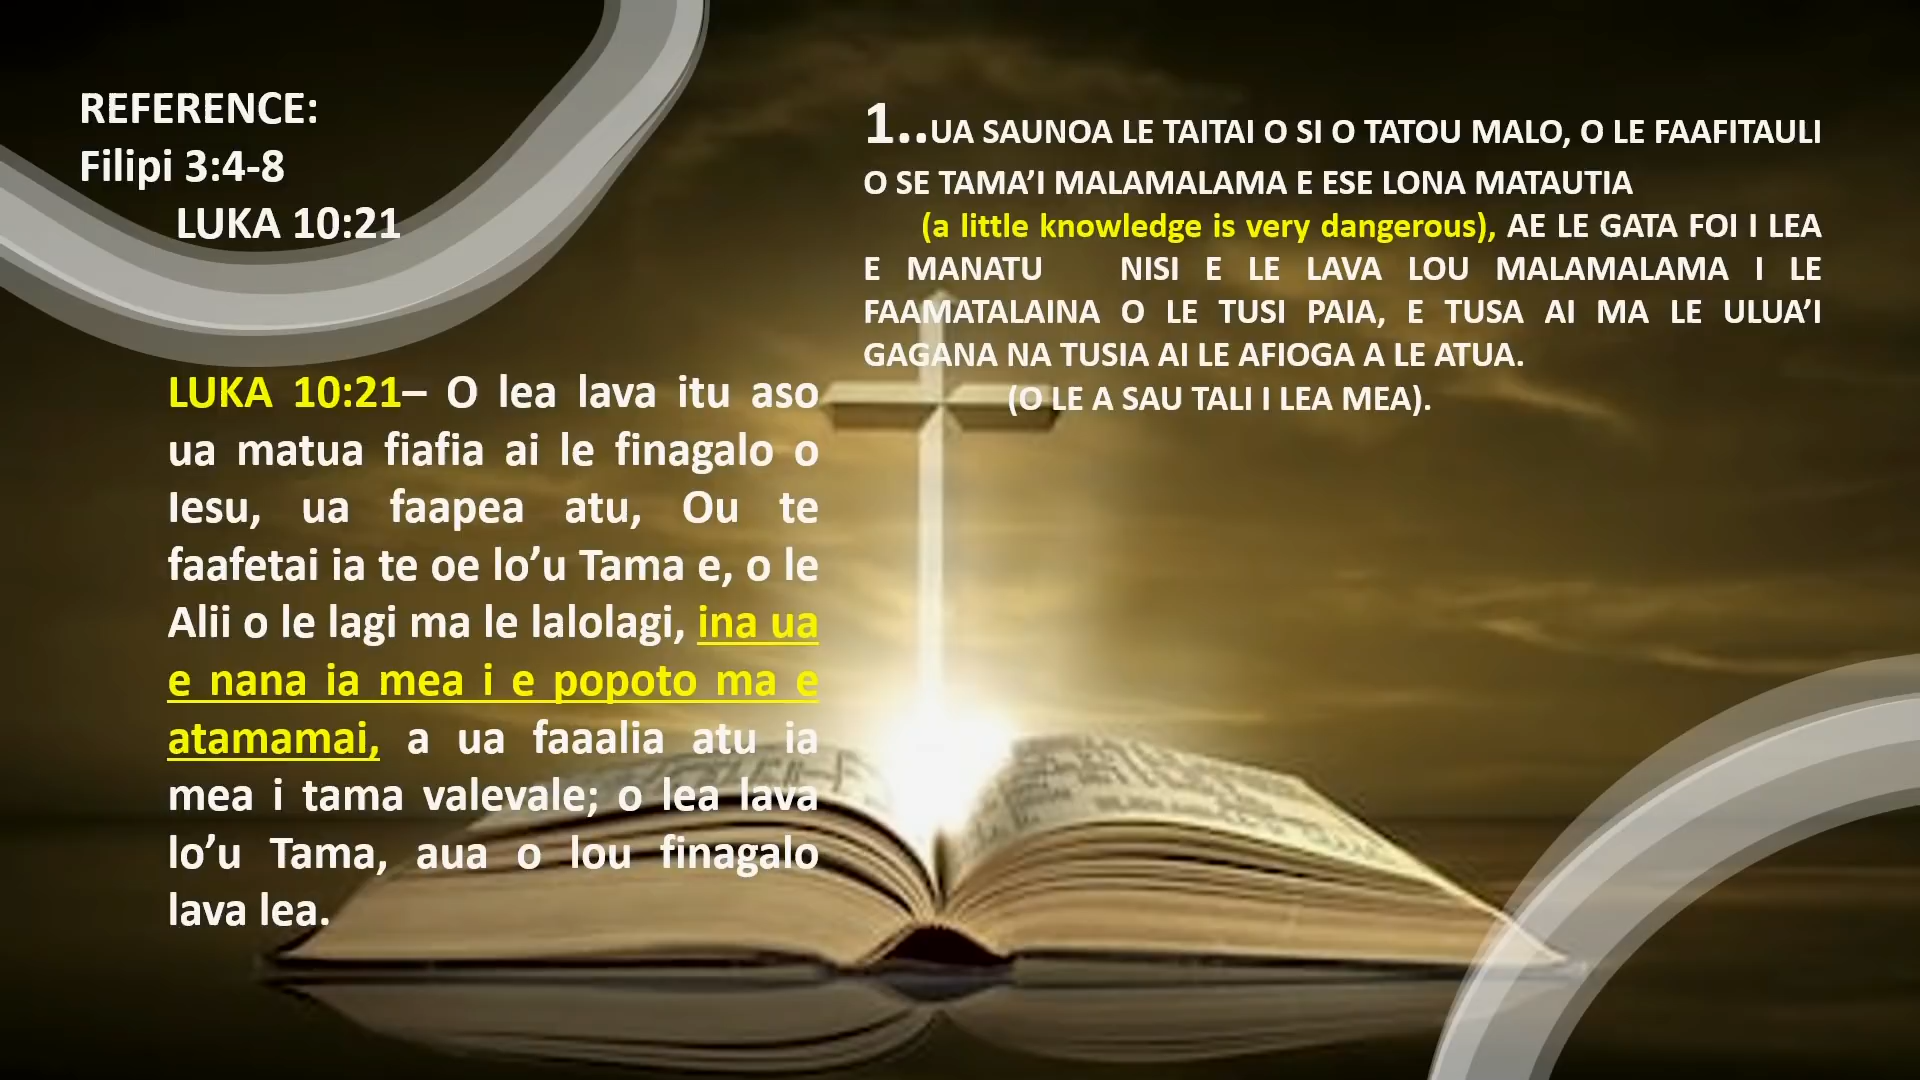 REFERENCE:
Filipi 3:4-8
LUKA 10:21
LUKA 10:21– O lea lava itu aso
ua matua fiafia ai le finagalo o
Iesu, ua faapea atu, Ou te
faafetai ia te oe lo’u Tama e, o le
Alii o le lagi ma le lalolagi, ina ua
e nana ia mea i e popoto ma e
atamamai, a ua faaalia atu ia
mea i tama valevale; o lea lava
lo’u Tama, aua o lou finagalo
lava lea.
1..UA SAUNOA LE TAITAI O SI O TATOU MALO, O LE FAAFITAULI
O SE TAMA’I MALAMALAMA E ESE LONA MATAUTIA
(a little knowledge is very dangerous), AE LE GATA FOI I LEA
E MANATU NISI E LE LAVA LOU MALAMALAMA I LE
FAAMATALAINA O LE TUSI PAIA, E TUSA AI MA LE ULUA’I
GAGANA NA TUSIA AI LE AFIOGA A LE ATUA.
(O LE A SAU TALI I LEA MEA).